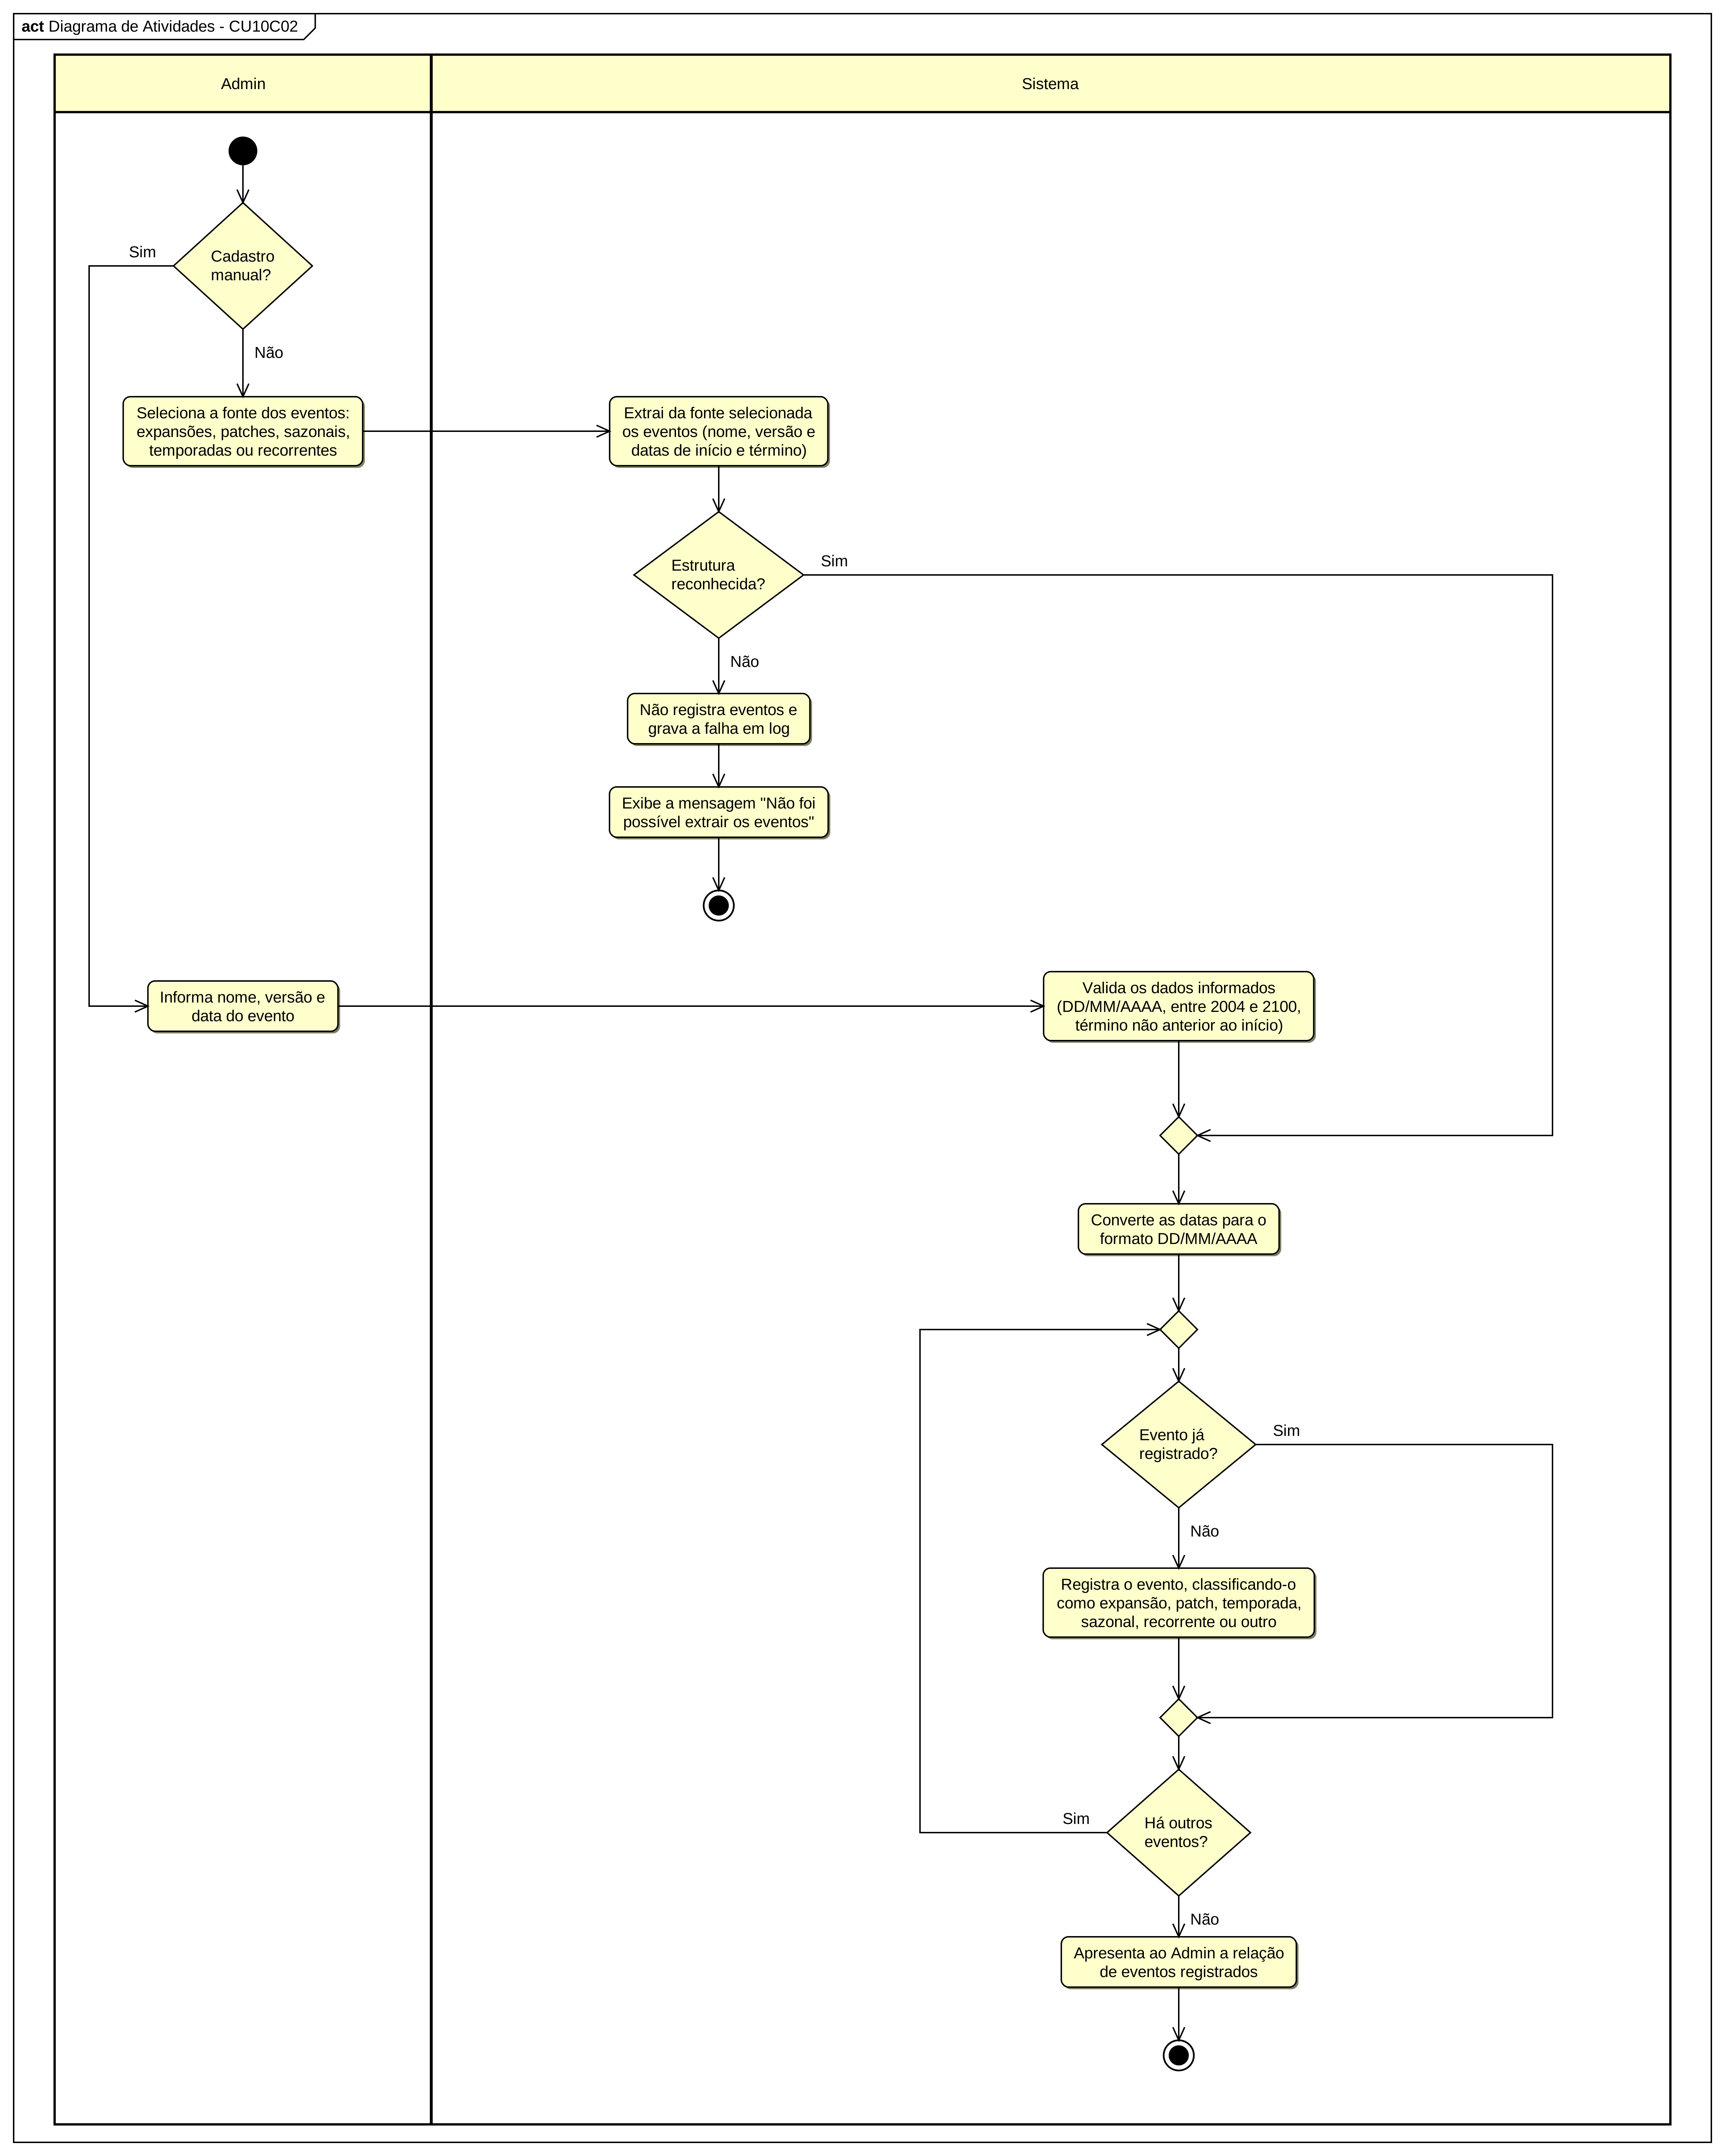 act Diagrama de Atividades - CU10C02
Admin
Sistema
Cadastro
manual?
Sim
Não
Seleciona a fonte dos eventos:
expansões, patches, sazonais,
temporadas ou recorrentes
Extrai da fonte selecionada
os eventos (nome, versão e
datas de início e término)
Estrutura
reconhecida?
Sim
Não
Não registra eventos e
grava a falha em log
Exibe a mensagem "Não foi
possível extrair os eventos"
Informa nome, versão e
data do evento
Valida os dados informados
(DD/MM/AAAA, entre 2004 e 2100,
término não anterior ao início)
Converte as datas para o
formato DD/MM/AAAA
Evento já
registrado?
Sim
Não
Registra o evento, classificando-o
como expansão, patch, temporada,
sazonal, recorrente ou outro
Há outros
eventos?
Sim
Não
Apresenta ao Admin a relação
de eventos registrados